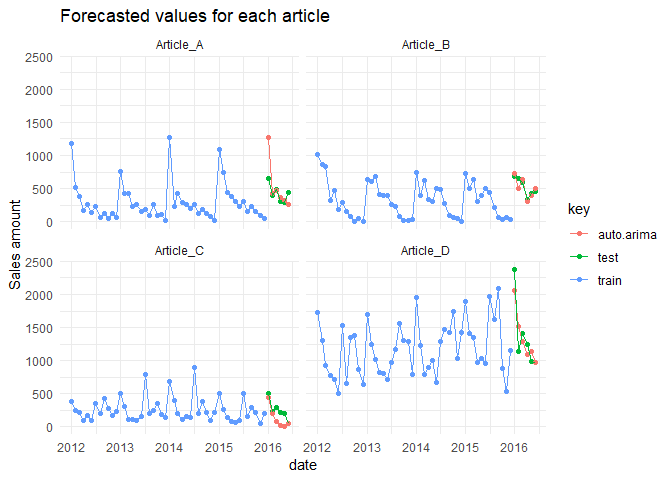 Forecasted values for each article
Article_A
Article_B
2500
2000
1500
1000
500
0
Article_C
Article_D
2500
2000
1500
1000
500
0
2012
2013
2014
2015
2016
2012
2013
2014
2015
2016
Sales amount
date
key
auto.arima
test
train